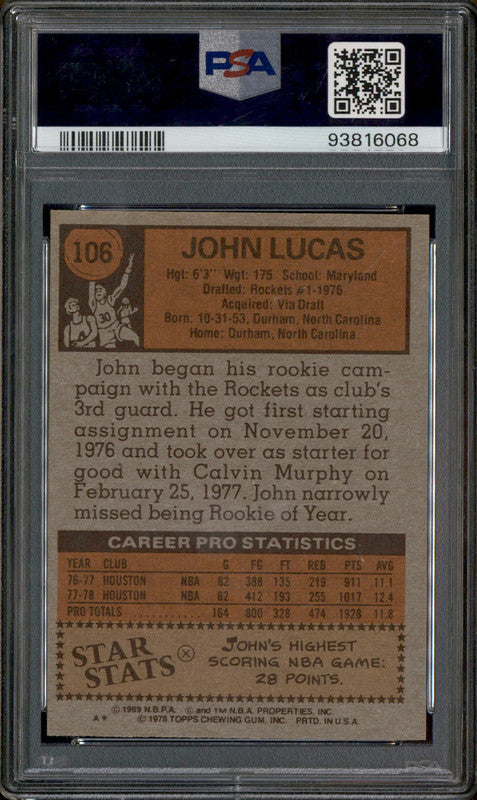 PSA
93816068
106
JOHN LUCAS
Hgt: 6'3" Wgt: 175 School: Maryland
Drafted: Rockets #1-1976
Acquired: Via Draft
Born: 10-31-53, Durham, North Carolina
Home: Durham, North Carolina
30
John began his rookie cam-
paign with the Rockets as club's
3rd guard. He got first starting
assignment on November 20,
1976 and took over as starter for
good with Calvin Murphy on
February 25, 1977. John narrowly
missed being Rookie of Year.
CAREER PRO STATISTICS
YEAR CLUB G FG FT REB PTS AVG
76-77 HOUSTON NBA 82 388 135 219 911 11.1
77-78 HOUSTON NBA 82 412 193 255 1017 12.4
PRO TOTALS 164 800 328 474 1928 11.8
STAR STATS
JOHN'S HIGHEST
SCORING NBA GAME:
28 POINTS.
© 1969 N.B.P.A. © and ™ N.B.A. PROPERTIES, INC.
A* © 1978 TOPPS CHEWING GUM, INC. PRTD. IN U.S.A.